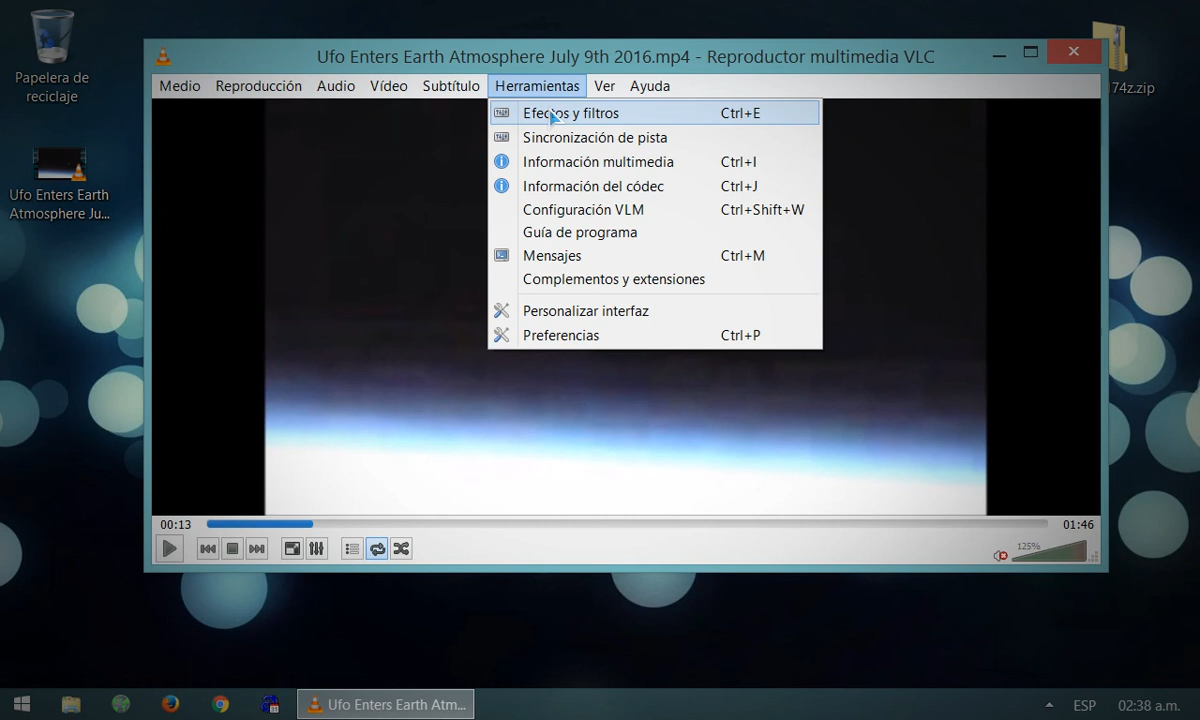 Papelera de
reciclaje
Ufo Enters Earth
Atmosphere Ju...
174z.zip
Ufo Enters Earth Atmosphere July 9th 2016.mp4 - Reproductor multimedia VLC
Medio Reproducción Audio Vídeo Subtítulo Herramientas Ver Ayuda
Efectos y filtros Ctrl+E
Sincronización de pista
Información multimedia Ctrl+I
Información del códec Ctrl+J
Configuración VLM Ctrl+Shift+W
Guía de programa
Mensajes Ctrl+M
Complementos y extensiones
Personalizar interfaz
Preferencias Ctrl+P
00:13 01:46
125%
Ufo Enters Earth Atm...
ESP 02:38 a.m.